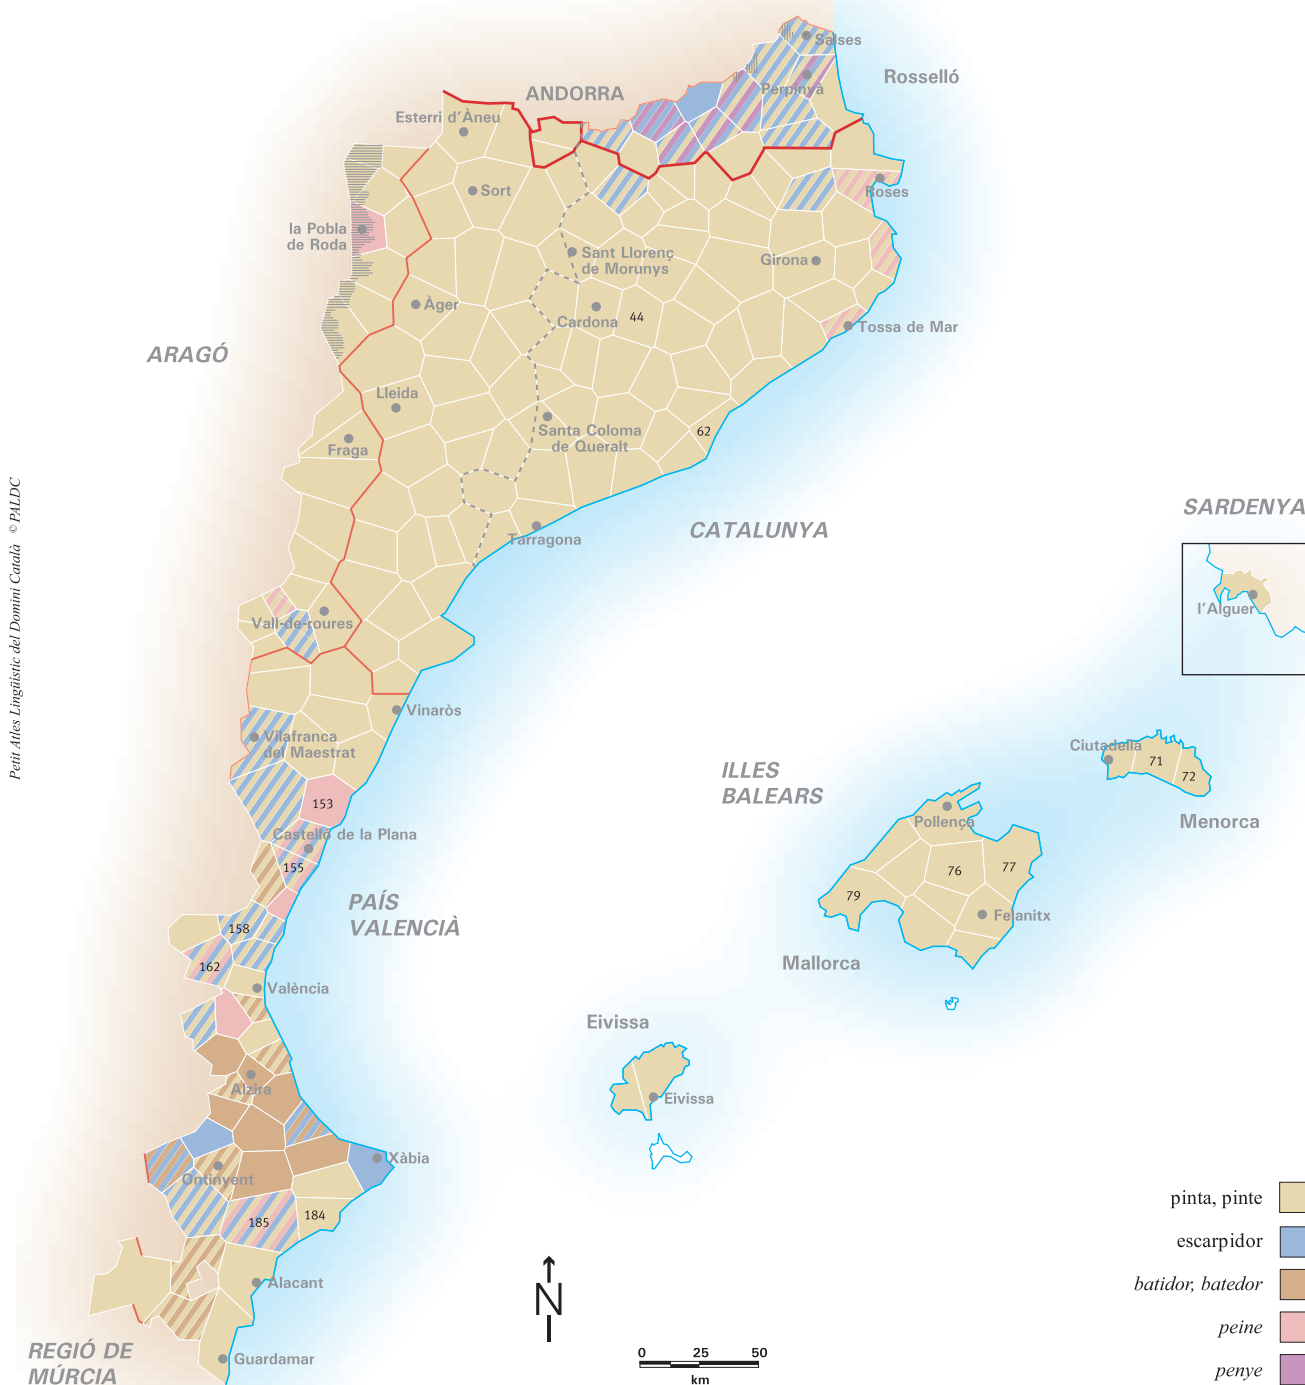 Salses
Rosselló
Perpinyà
ANDORRA
Esterri d'Àneu
Sort
Roses
la Pobla
de Roda
Sant Llorenç
de Morunys
Girona
Àger
Cardona
44
Tossa de Mar
ARAGÓ
Lleida
Santa Coloma
de Queralt
62
Fraga
CATALUNYA
Tarragona
SARDENYA
l'Alguer
Petit Atles Lingüístic del Domini Català © PALDC
Vall-de-roures
Vinaròs
Vilafranca
del Maestrat
153
Castelló de la Plana
155
ILLES
BALEARS
Ciutadella
71
72
Menorca
Pollença
76
77
79
Felanitx
Mallorca
PAÍS
VALENCIÀ
158
162
València
Eivissa
Eivissa
Alzira
Xàbia
Ontinyent
184
185
Alacant
Guardamar
REGIÓ DE
MÚRCIA
N
0 25 50
km
pinta, pinte
escarpidor
batidor, batedor
peine
penye